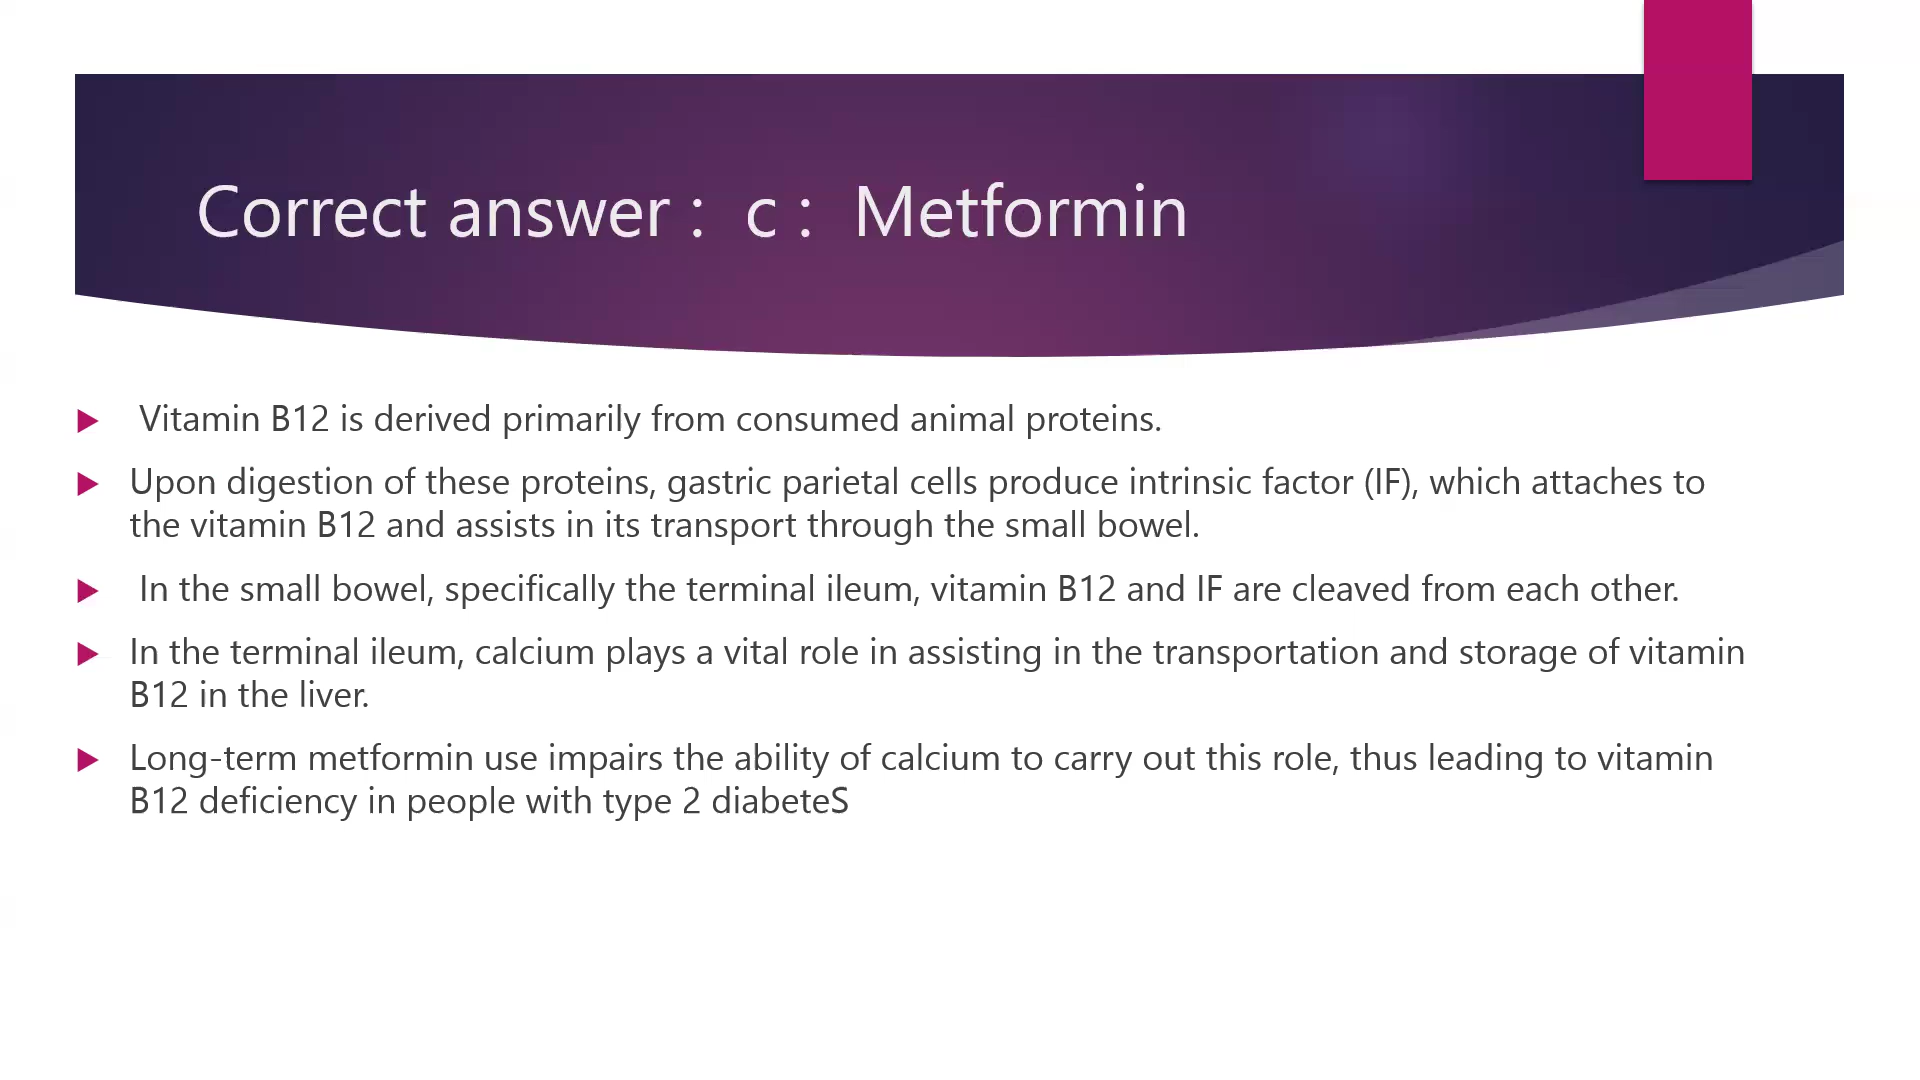 Correct answer : c : Metformin
Vitamin B12 is derived primarily from consumed animal proteins.
Upon digestion of these proteins, gastric parietal cells produce intrinsic factor (IF), which attaches to
the vitamin B12 and assists in its transport through the small bowel.
In the small bowel, specifically the terminal ileum, vitamin B12 and IF are cleaved from each other.
In the terminal ileum, calcium plays a vital role in assisting in the transportation and storage of vitamin
B12 in the liver.
Long-term metformin use impairs the ability of calcium to carry out this role, thus leading to vitamin
B12 deficiency in people with type 2 diabeteS